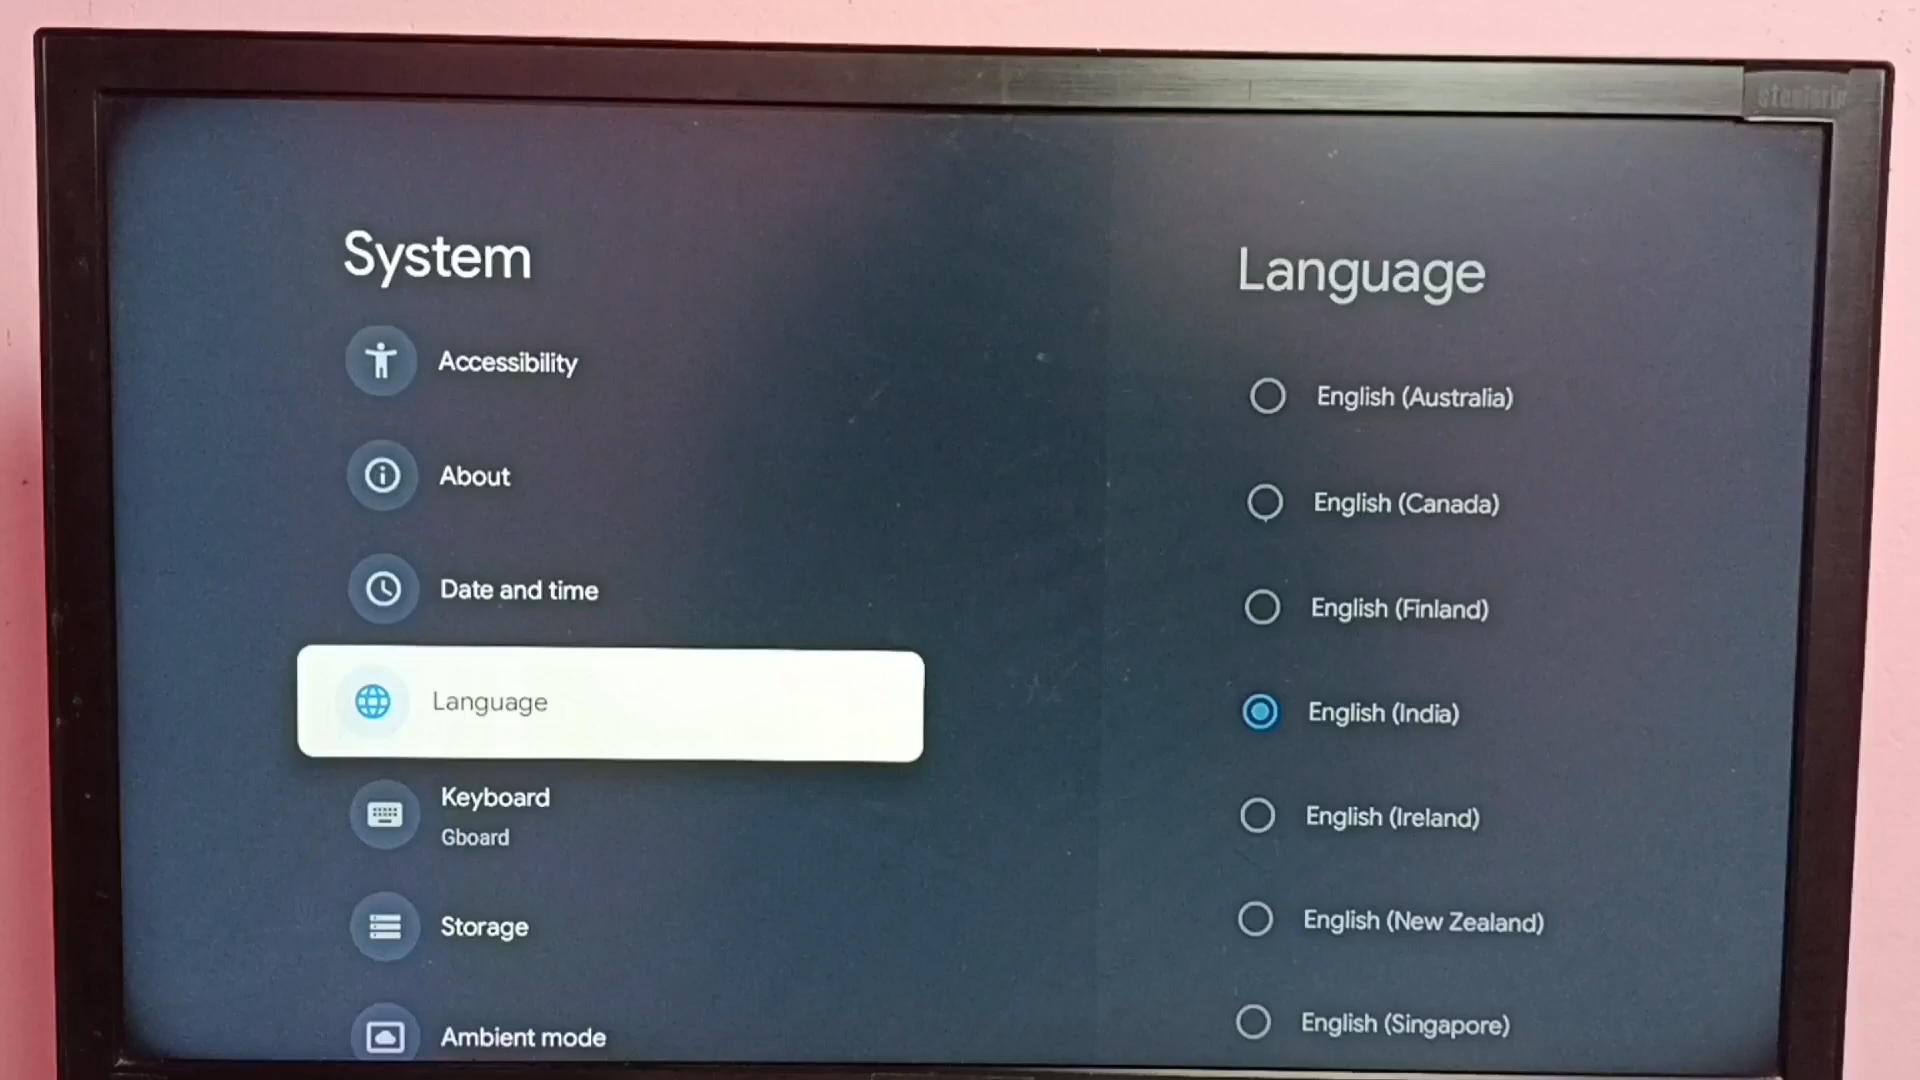 System
Accessibility
About
Date and time
Language
Keyboard
Gboard
Storage
Ambient mode
Language
English (Australia)
English (Canada)
English (Finland)
English (India)
English (Ireland)
English (New Zealand)
English (Singapore)